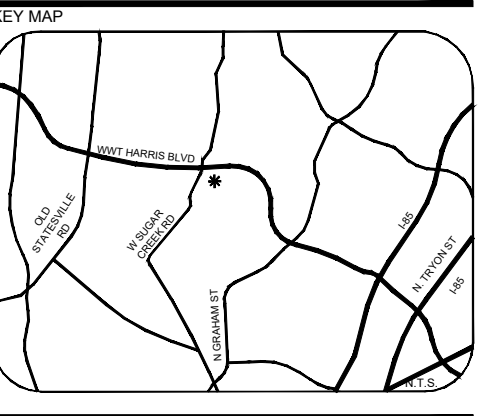 KEY MAP
WWT HARRIS BLVD
OLD
STATESVILLE
RD
W SUGAR
CREEK RD
N GRAHAM ST
I-85
N. TRYON ST
I-85
N.T.S.